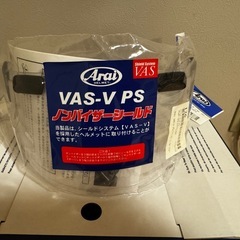 Arai
HELMET
VAS
VAS-V PS
ノンバイザーシールド
当製品は、シールドシステム【VAS-V】
を採用したヘルメットに取り付けることが
できます。